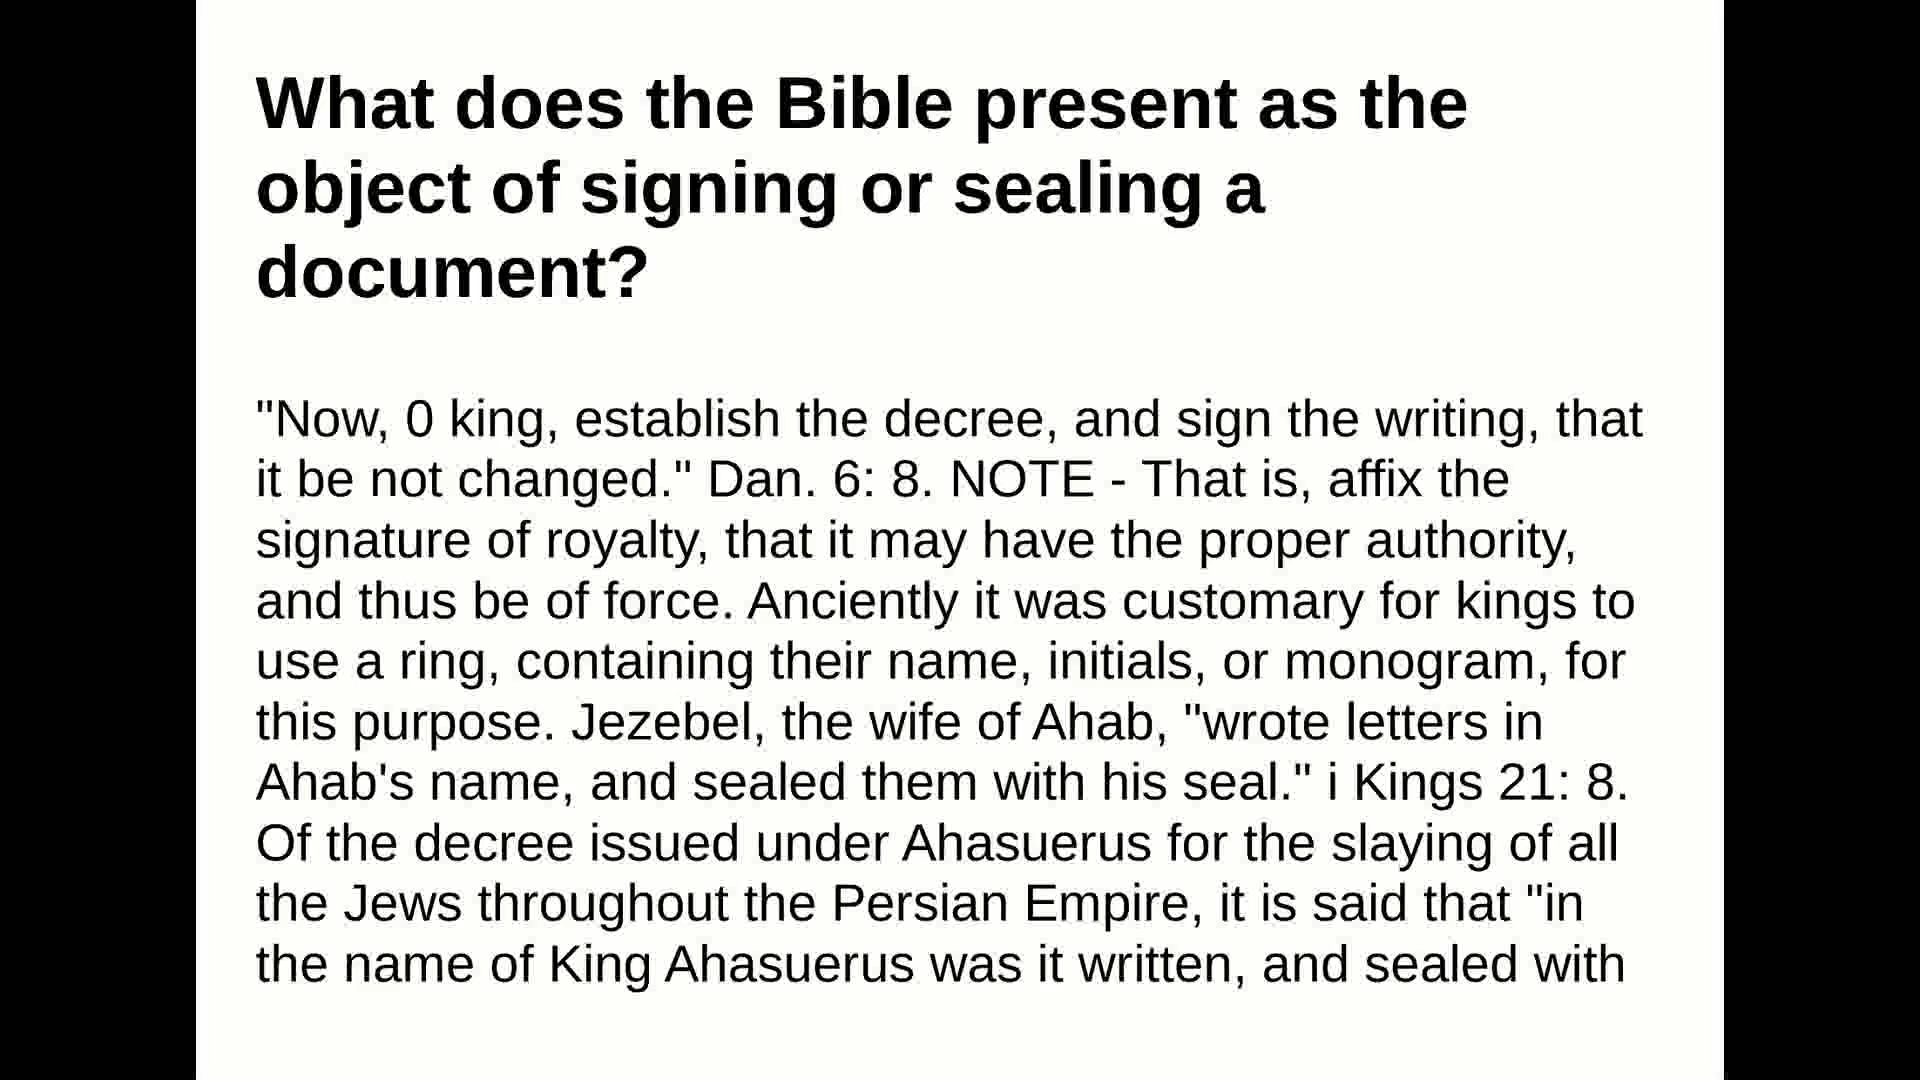 What does the Bible present as the
object of signing or sealing a
document?
"Now, 0 king, establish the decree, and sign the writing, that
it be not changed." Dan. 6: 8. NOTE - That is, affix the
signature of royalty, that it may have the proper authority,
and thus be of force. Anciently it was customary for kings to
use a ring, containing their name, initials, or monogram, for
this purpose. Jezebel, the wife of Ahab, "wrote letters in
Ahab's name, and sealed them with his seal." i Kings 21: 8.
Of the decree issued under Ahasuerus for the slaying of all
the Jews throughout the Persian Empire, it is said that "in
the name of King Ahasuerus was it written, and sealed with